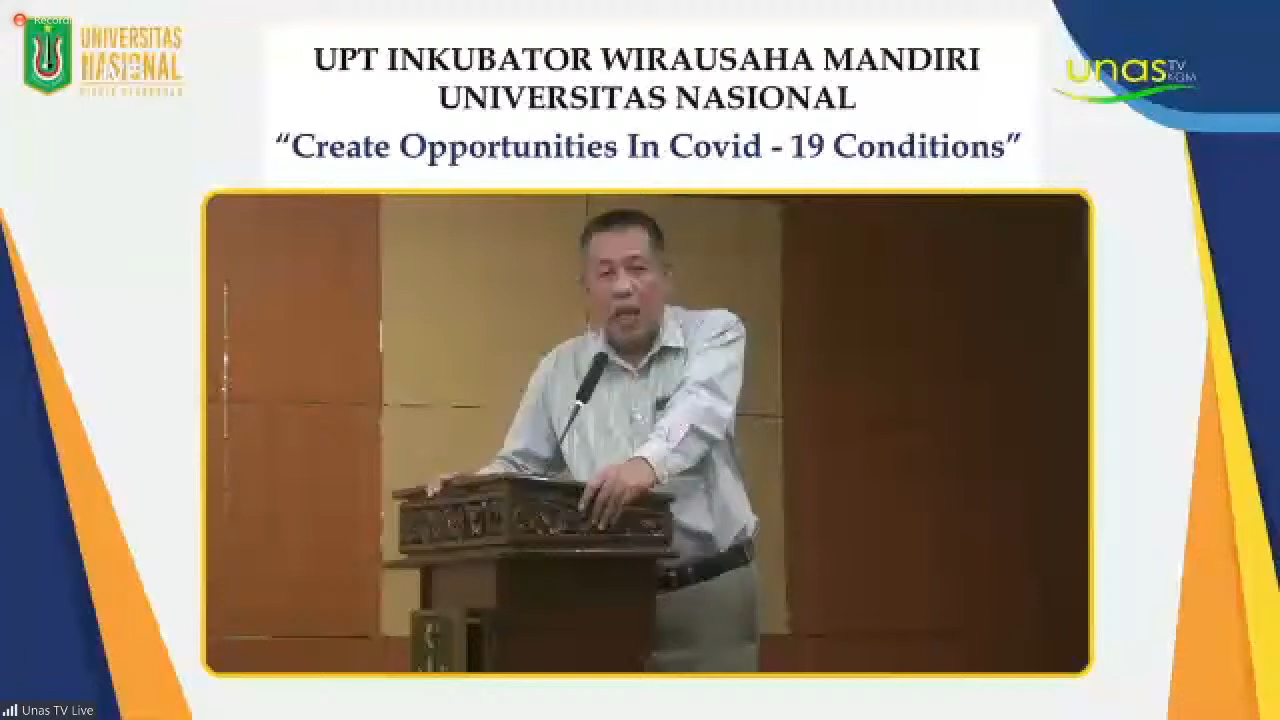 UNIVERSITAS
NASIONAL
UPT INKUBATOR WIRAUSAHA MANDIRI
UNIVERSITAS NASIONAL
“Create Opportunities In Covid - 19 Conditions”
unas TV
KOM
Unas TV Live